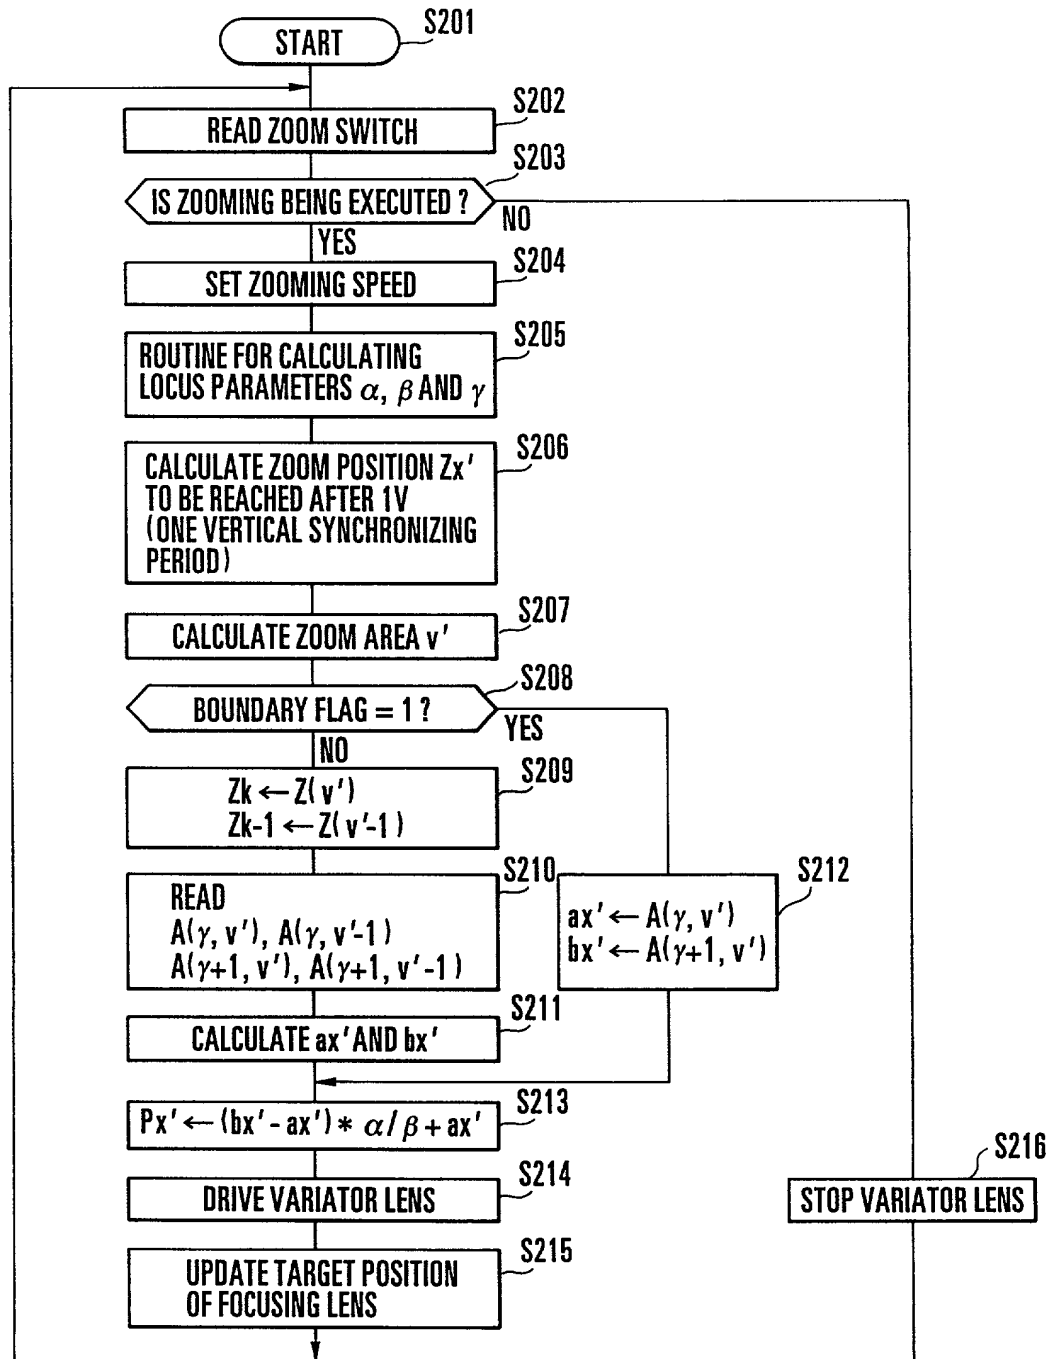 START
S201
READ ZOOM SWITCH
S202
IS ZOOMING BEING EXECUTED ?
S203
NO
YES
SET ZOOMING SPEED
S204
ROUTINE FOR CALCULATING
LOCUS PARAMETERS α, β AND γ
S205
CALCULATE ZOOM POSITION Zx'
TO BE REACHED AFTER 1V
(ONE VERTICAL SYNCHRONIZING
PERIOD)
S206
CALCULATE ZOOM AREA v'
S207
BOUNDARY FLAG = 1 ?
S208
YES
NO
Zk ← Z(v')
Zk-1 ← Z(v'-1)
S209
READ
A(γ, v'), A(γ, v'-1)
A(γ+1, v'), A(γ+1, v'-1)
S210
ax' ← A(γ, v')
bx' ← A(γ+1, v')
S212
CALCULATE ax' AND bx'
S211
Px' ← (bx' - ax') * α / β + ax'
S213
DRIVE VARIATOR LENS
S214
STOP VARIATOR LENS
S216
UPDATE TARGET POSITION
OF FOCUSING LENS
S215